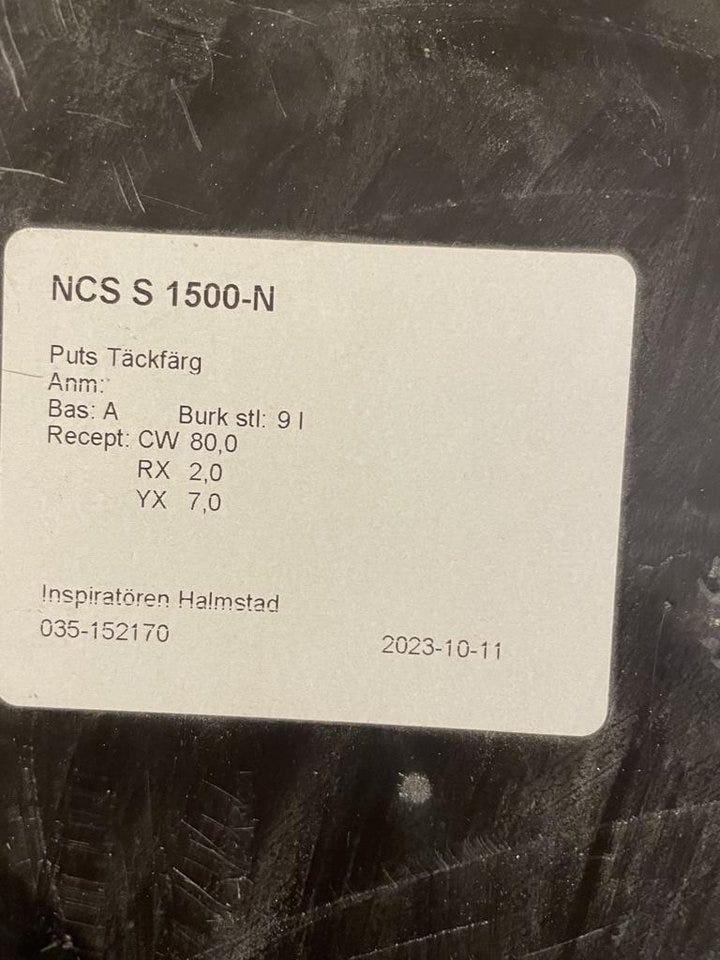 NCS S 1500-N
Puts Täckfärg
Anm:
Bas: A Burk stl: 9 l
Recept: CW 80,0
RX 2,0
YX 7,0
Inspiratören Halmstad
035-152170
2023-10-11